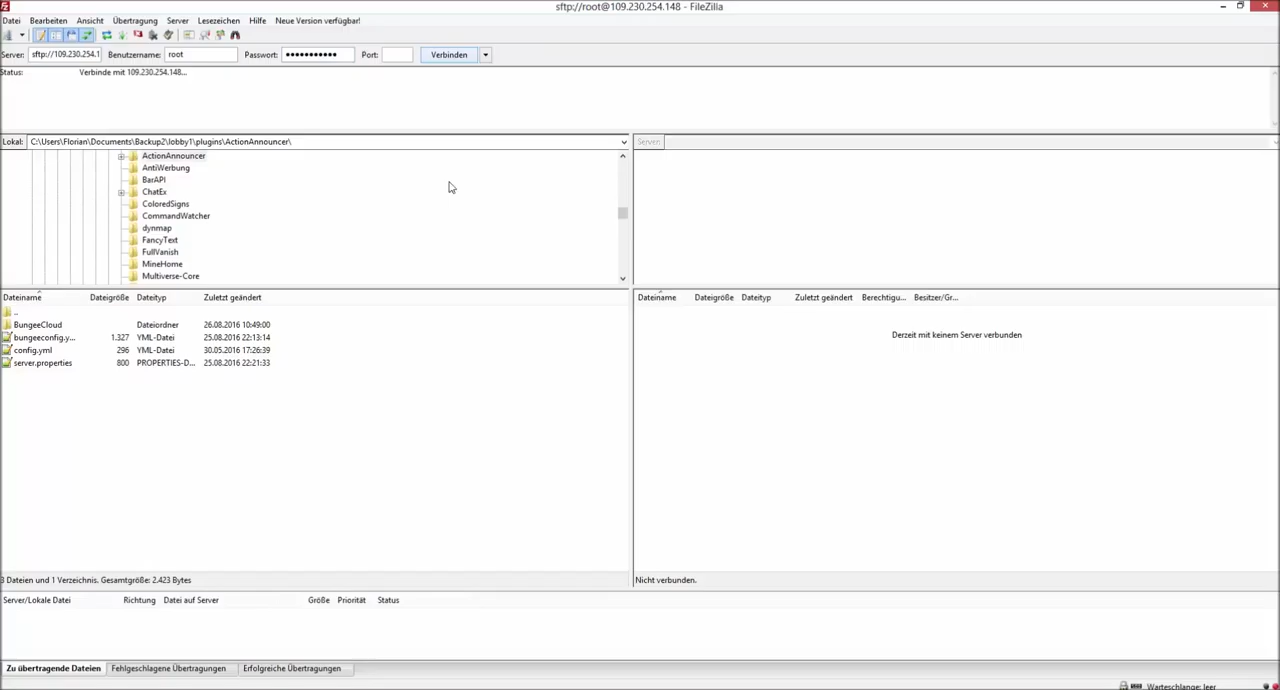 sftp://root@109.230.254.148 - FileZilla
Datei Bearbeiten Ansicht Übertragung Server Lesezeichen Hilfe Neue Version verfügbar!
Server: sftp://109.230.254.1 Benutzername: root Passwort: ●●●●●●●●●●● Port: Verbinden
Status: Verbinde mit 109.230.254.148...
Lokal: C:\Users\Florian\Documents\Backup2\lobby1\plugins\ActionAnnouncer\
Server:
ActionAnnouncer
AntiWerbung
BarAPI
ChatEx
ColoredSigns
CommandWatcher
dynmap
FancyText
FullVanish
MineHome
Multiverse-Core
Dateiname Dateigröße Dateityp Zuletzt geändert
..
BungeeCloud Dateiordner 26.08.2016 10:49:00
bungeeconfig.y... 1.327 YML-Datei 25.08.2016 22:13:14
config.yml 296 YML-Datei 30.05.2016 17:26:39
server.properties 800 PROPERTIES-D... 25.08.2016 22:21:33
3 Dateien und 1 Verzeichnis. Gesamtgröße: 2.423 Bytes
Dateiname Dateigröße Dateityp Zuletzt geändert Berechtigu... Besitzer/Gr...
Derzeit mit keinem Server verbunden
Nicht verbunden.
Server/Lokale Datei Richtung Datei auf Server Größe Priorität Status
Zu übertragende Dateien Fehlgeschlagene Übertragungen Erfolgreiche Übertragungen
Warteschlange: leer